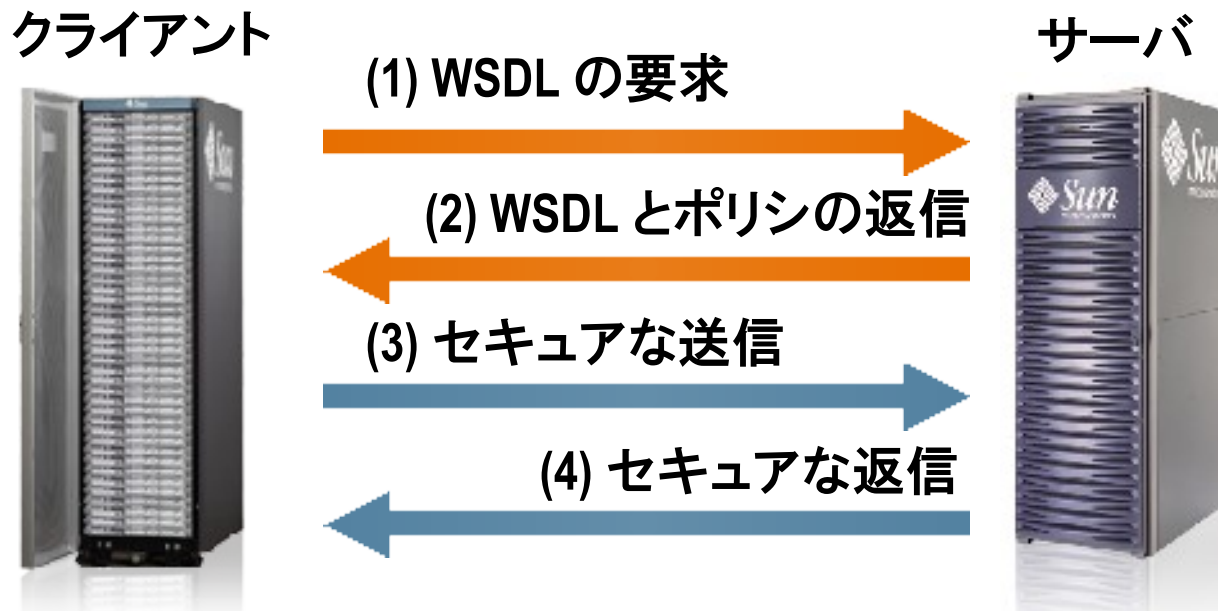 クライアント
サーバ
(1) WSDL の要求
(2) WSDL とポリシの返信
(3) セキュアな送信
(4) セキュアな返信
Sun
Sun
Sun